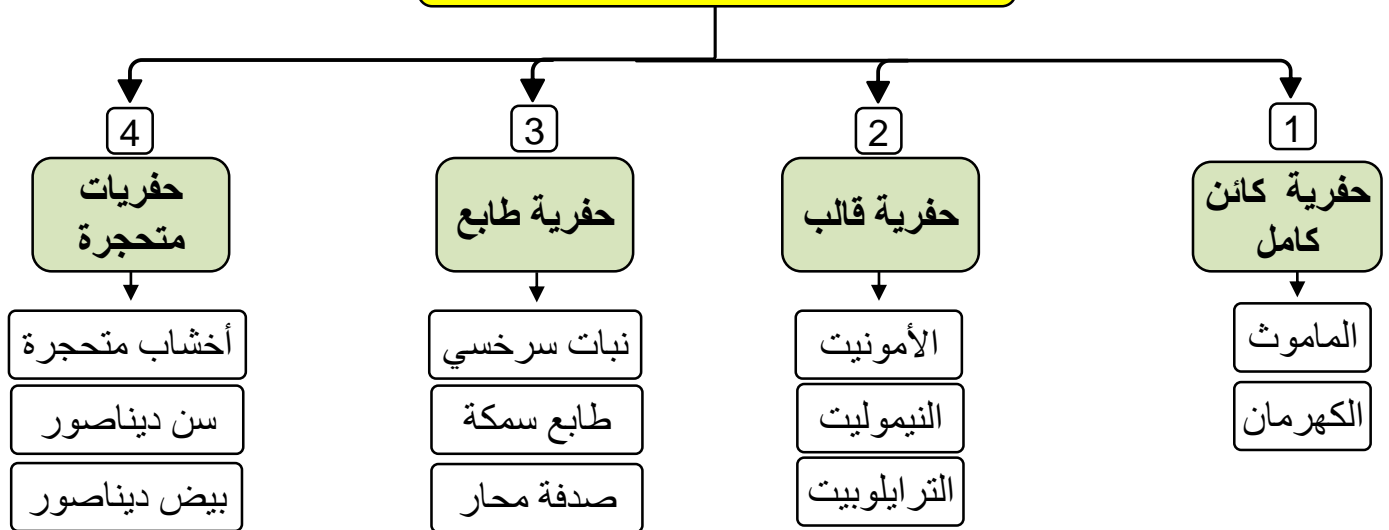 1
حفرية كائن
كامل
الماموث
الكهرمان
2
حفرية قالب
الأمونيت
النيموليت
الترايلوبيت
3
حفرية طابع
نبات سرخسي
طابع سمكة
صدفة محار
4
حفريات
متحجرة
أخشاب متحجرة
سن ديناصور
بيض ديناصور